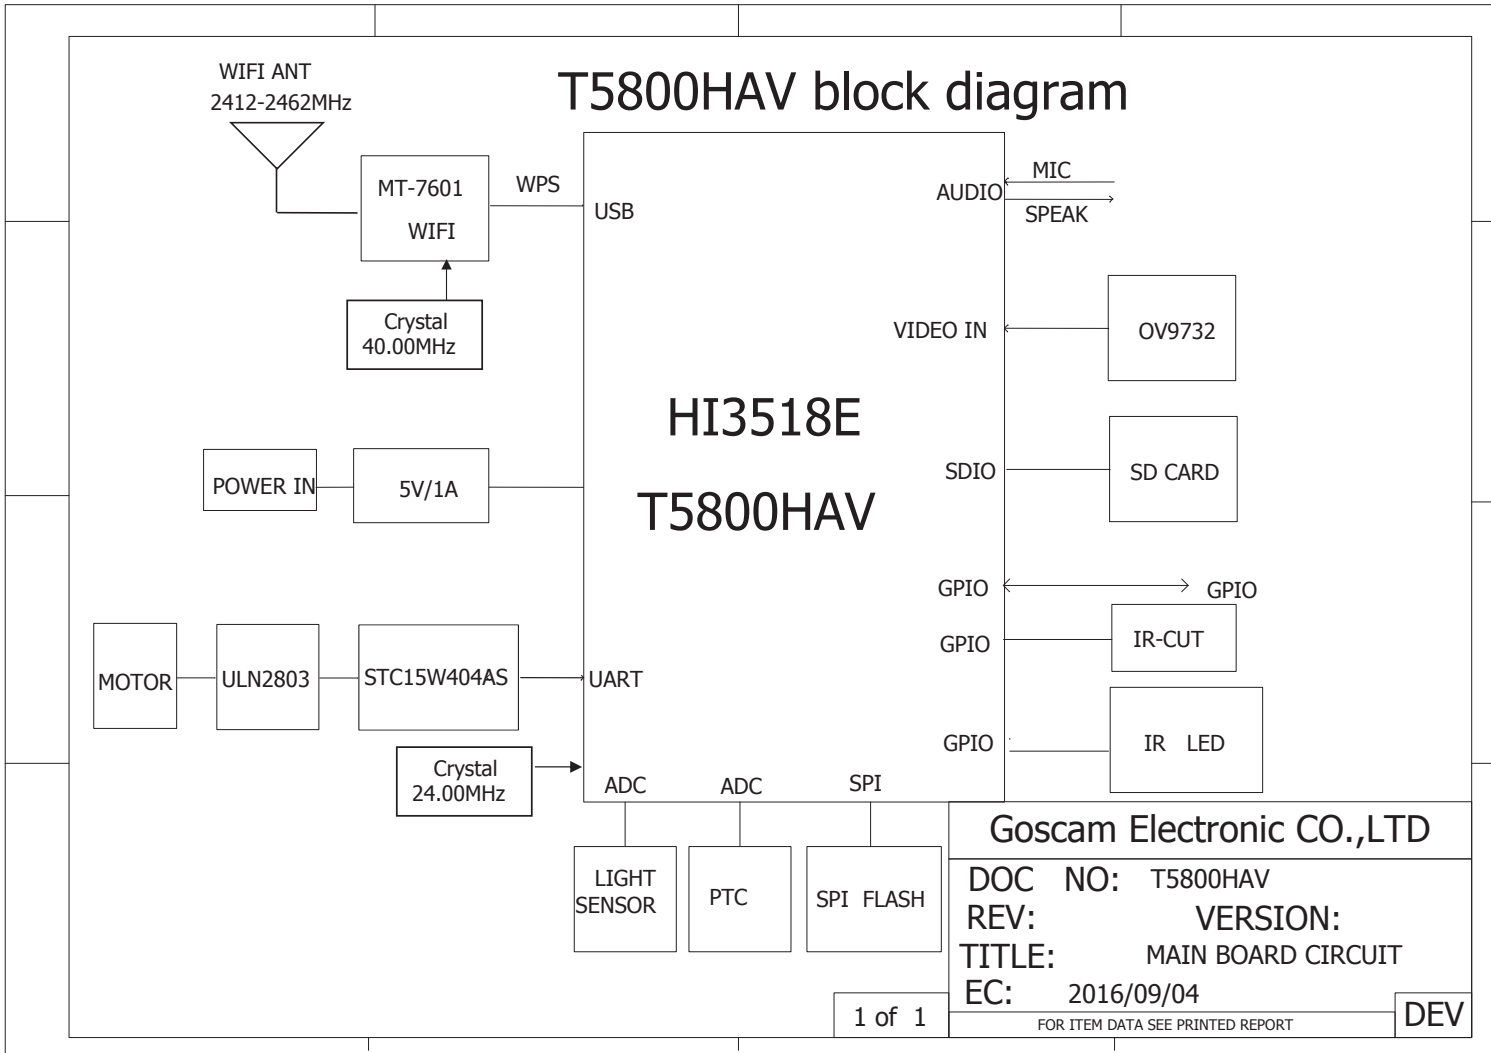 T5800HAV block diagram
WIFI ANT
2412-2462MHz
MT-7601
WIFI
WPS
USB
Crystal
40.00MHz
AUDIO
MIC
SPEAK
VIDEO IN
OV9732
HI3518E
T5800HAV
POWER IN
5V/1A
SDIO
SD CARD
GPIO
GPIO
GPIO
IR-CUT
MOTOR
ULN2803
STC15W404AS
UART
GPIO
IR LED
Crystal
24.00MHz
ADC
ADC
SPI
LIGHT
SENSOR
PTC
SPI FLASH
Goscam Electronic CO.,LTD
DOC NO: T5800HAV
REV: VERSION:
TITLE: MAIN BOARD CIRCUIT
EC: 2016/09/04
1 of 1
FOR ITEM DATA SEE PRINTED REPORT
DEV